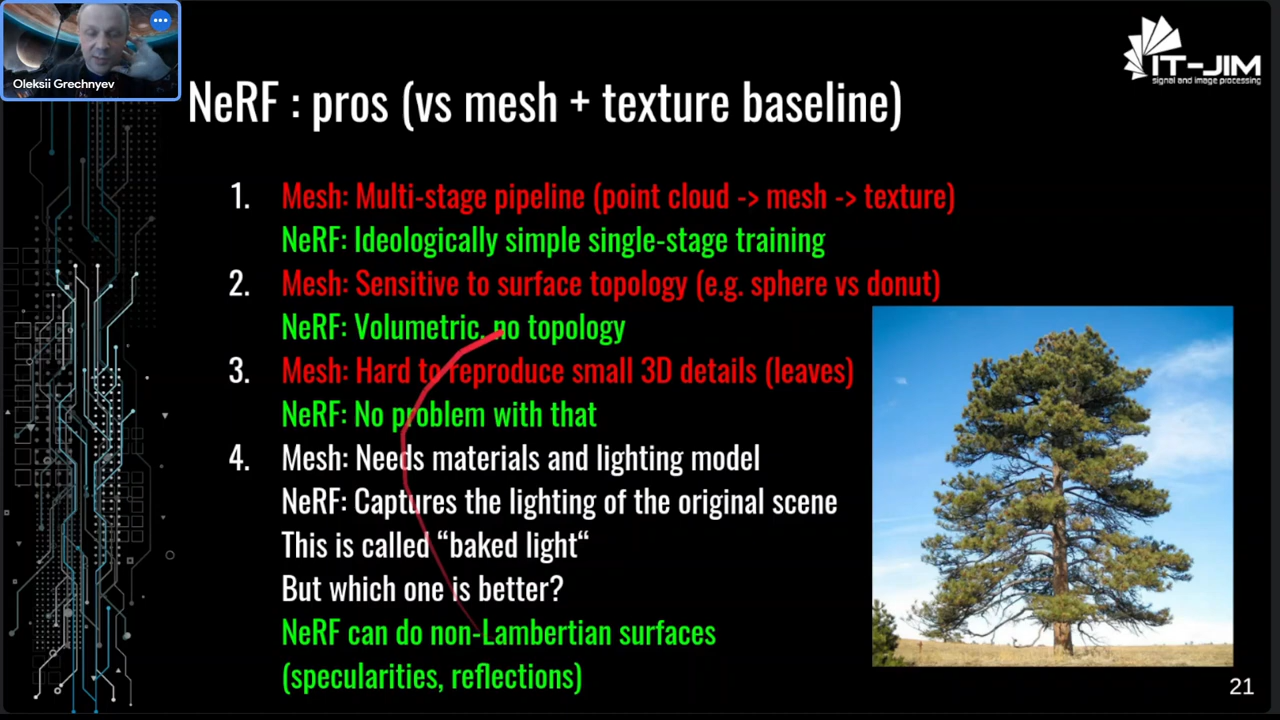 Oleksii Grechnyev
IT-JIM
signal and image processing
NeRF : pros (vs mesh + texture baseline)
1. Mesh: Multi-stage pipeline (point cloud -> mesh -> texture)
NeRF: Ideologically simple single-stage training
2. Mesh: Sensitive to surface topology (e.g. sphere vs donut)
NeRF: Volumetric, no topology
3. Mesh: Hard to reproduce small 3D details (leaves)
NeRF: No problem with that
4. Mesh: Needs materials and lighting model
NeRF: Captures the lighting of the original scene
This is called “baked light“
But which one is better?
NeRF can do non-Lambertian surfaces
(specularities, reflections)
21